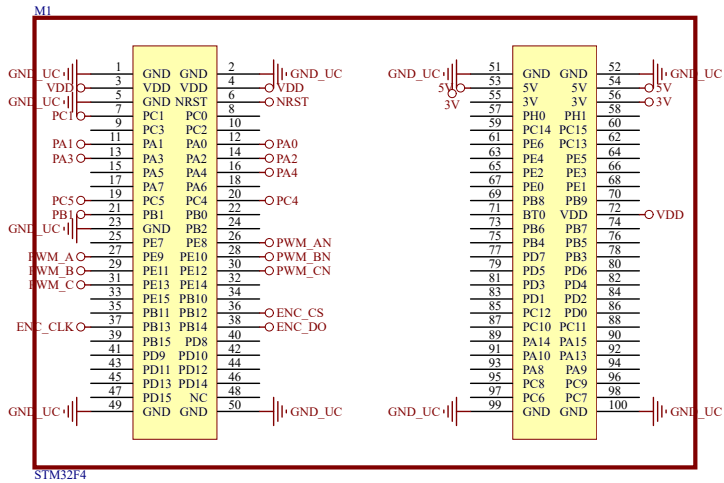 M1
1 2 51 52
GND_UC GND GND GND_UC GND_UC GND GND GND_UC
3 4 53 54
VDD VDD VDD VDD 5V 5V 5V 5V
5 6 55 56
GND_UC GND NRST NRST 3V 3V 3V 3V
7 8 57 58
PC1 PC1 PC0 PH0 PH1
9 10 59 60
PC3 PC2 PC14 PC15
11 12 61 62
PA1 PA1 PA0 PA0 PE6 PC13
13 14 63 64
PA3 PA3 PA2 PA2 PE4 PE5
15 16 65 66
PA5 PA4 PA4 PE2 PE3
17 18 67 68
PA7 PA6 PE0 PE1
19 20 69 70
PC5 PC5 PC4 PC4 PB8 PB9
21 22 71 72
PB1 PB1 PB0 BT0 VDD VDD
23 24 73 74
GND_UC GND PB2 PB6 PB7
25 26 75 76
PE7 PE8 PWM_AN PB4 PB5
27 28 77 78
PWM_A PE9 PE10 PWM_BN PD7 PB3
29 30 79 80
PWM_B PE11 PE12 PWM_CN PD5 PD6
31 32 81 82
PWM_C PE13 PE14 PD3 PD4
33 34 83 84
PE15 PB10 PD1 PD2
35 36 85 86
PB11 PB12 ENC_CS PC12 PD0
37 38 87 88
ENC_CLK PB13 PB14 ENC_DO PC10 PC11
39 40 89 90
PB15 PD8 PA14 PA15
41 42 91 92
PD9 PD10 PA10 PA13
43 44 93 94
PD11 PD12 PA8 PA9
45 46 95 96
PD13 PD14 PC8 PC9
47 48 97 98
PD15 NC PC6 PC7
49 50 99 100
GND_UC GND GND GND_UC GND_UC GND GND GND_UC
STM32F4